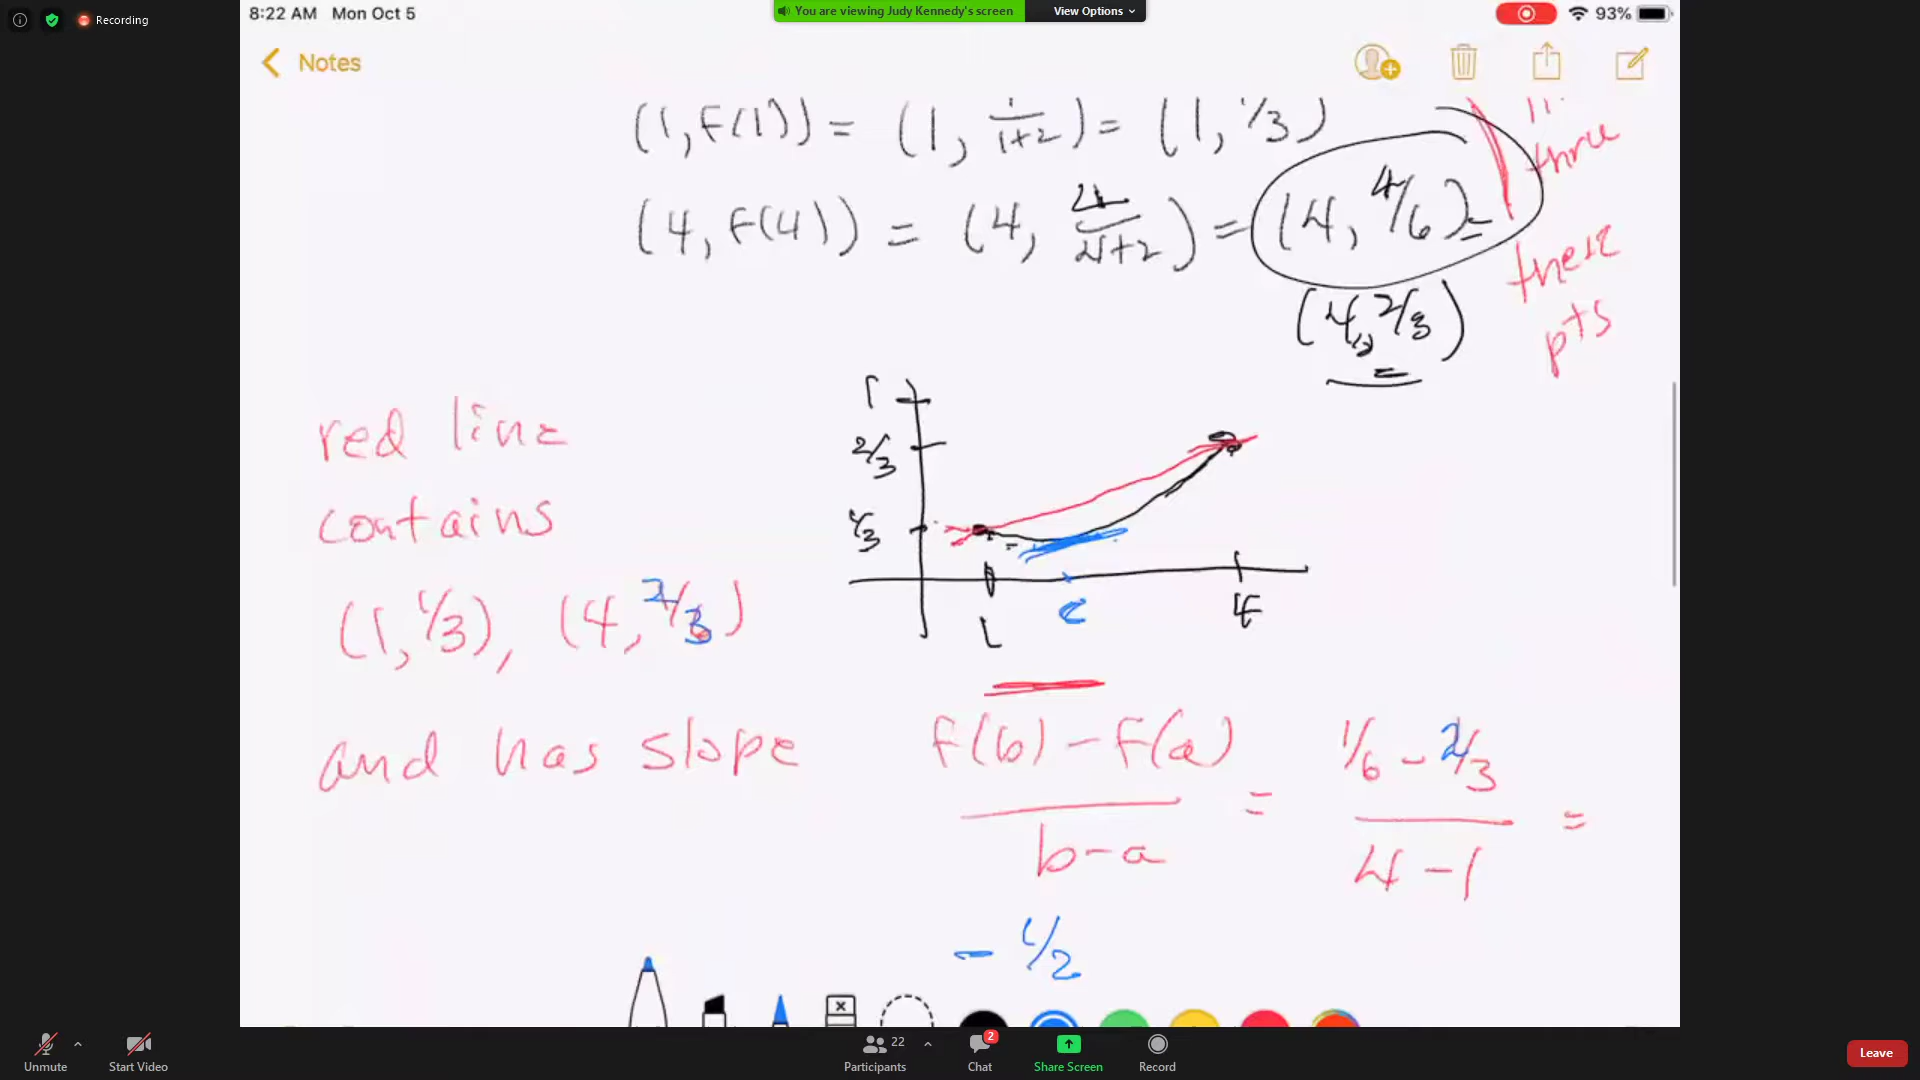 Recording
8:22 AM Mon Oct 5
You are viewing Judy Kennedy's screen
View Options
93%
Notes
(1, f(1)) = (1, 1/1+2) = (1, 1/3)
thru
(4, f(4)) = (4, 4/4+2) = (4, 4/6) =
these
(4, 2/3)
pts
1
2/3
1/3
1
c
4
red line
contains
(1, 1/3), (4, 2/3)
and has slope
f(b) - f(a) / b - a = 1/6 - 2/3 / 4 - 1 =
- 1/2
Unmute
Start Video
22
Participants
2
Chat
Share Screen
Record
Leave